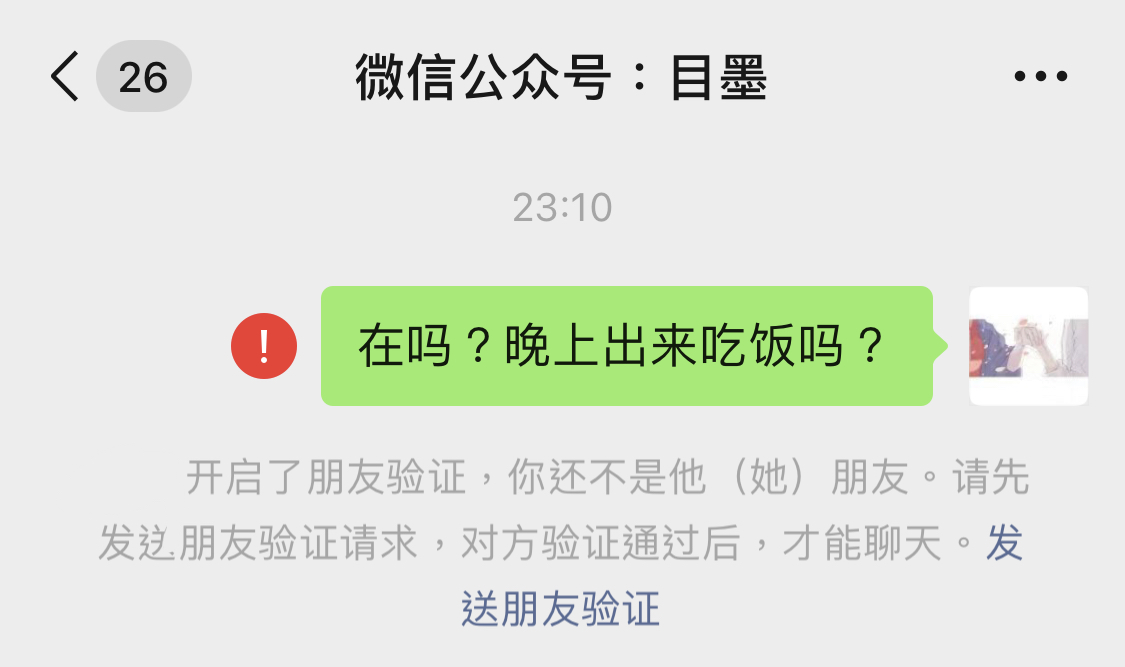 26
微信公众号：目墨
23:10
在吗？晚上出来吃饭吗？
开启了朋友验证，你还不是他（她）朋友。请先
发送朋友验证请求，对方验证通过后，才能聊天。发
送朋友验证